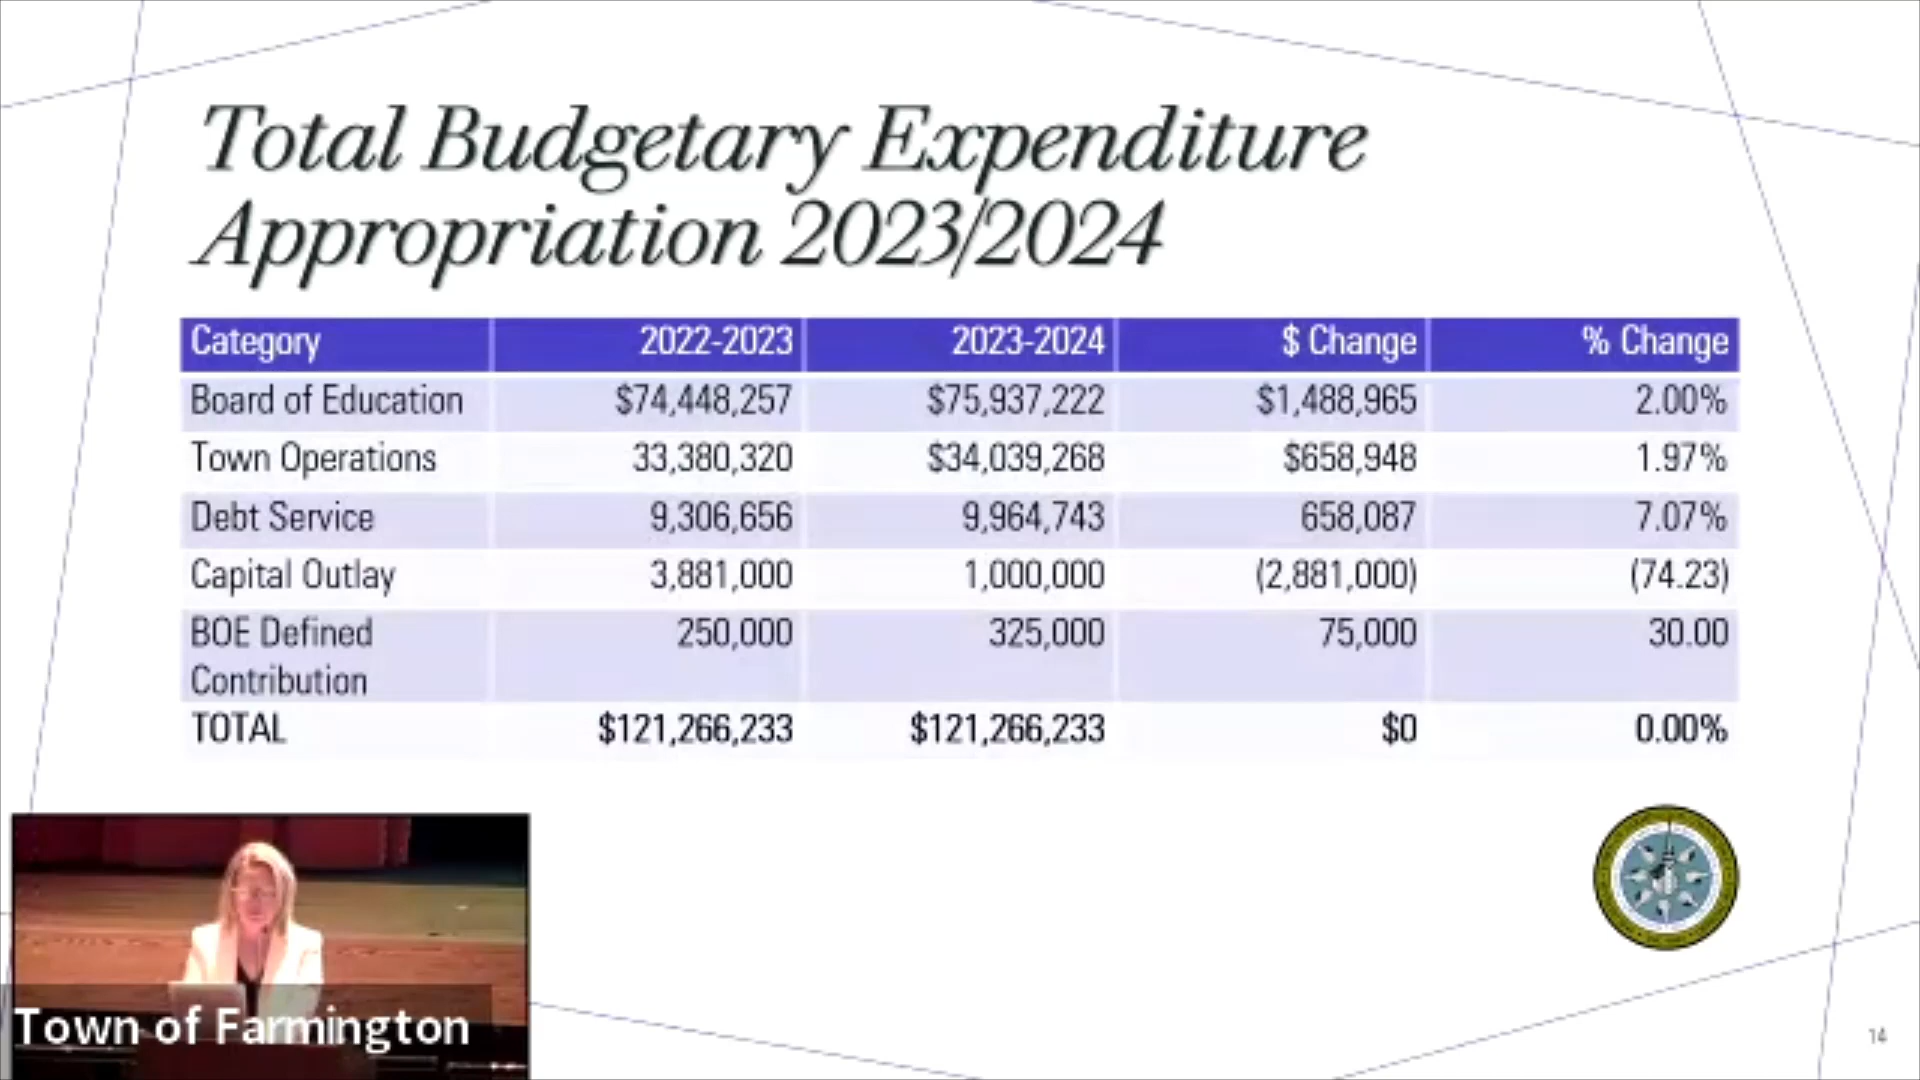 Total Budgetary Expenditure
Appropriation 2023/2024
Category 2022-2023 2023-2024 $ Change % Change
Board of Education $74,448,257 $75,937,222 $1,488,965 2.00%
Town Operations 33,380,320 $34,039,268 $658,948 1.97%
Debt Service 9,306,656 9,964,743 658,087 7.07%
Capital Outlay 3,881,000 1,000,000 (2,881,000) (74.23)
BOE Defined 250,000 325,000 75,000 30.00
Contribution
TOTAL $121,266,233 $121,266,233 $0 0.00%
Town of Farmington
14